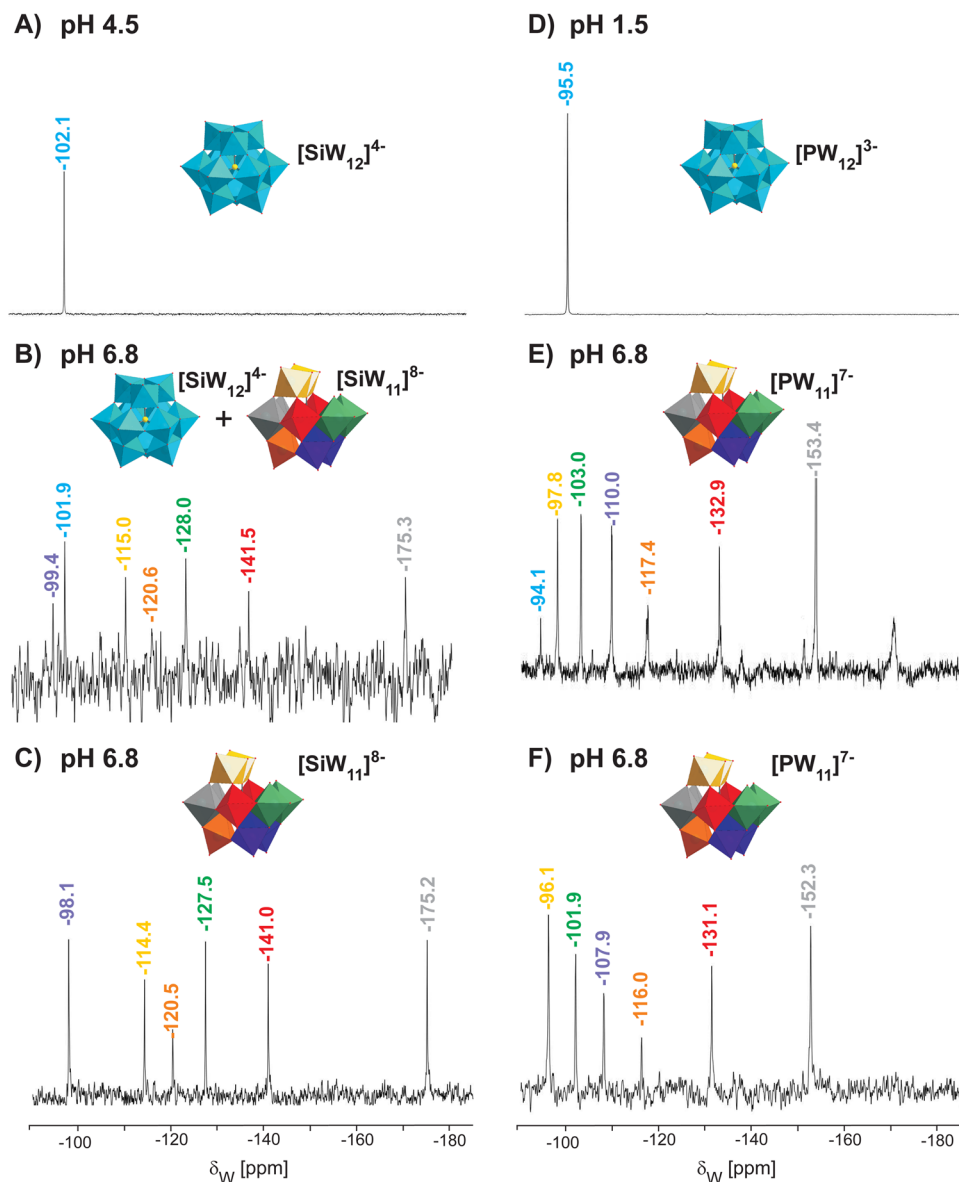 A) pH 4.5
-102.1
[SiW12]4-
B) pH 6.8
[SiW12]4-
+
[SiW11]8-
-99.4
-101.9
-115.0
-120.6
-128.0
-141.5
-175.3
C) pH 6.8
[SiW11]8-
-98.1
-114.4
-120.5
-127.5
-141.0
-175.2
-100
-120
-140
-160
-180
δW [ppm]
D) pH 1.5
-95.5
[PW12]3-
E) pH 6.8
[PW11]7-
-94.1
-97.8
-103.0
-110.0
-117.4
-132.9
-153.4
F) pH 6.8
[PW11]7-
-96.1
-101.9
-107.9
-116.0
-131.1
-152.3
-100
-120
-140
-160
-180
δW [ppm]